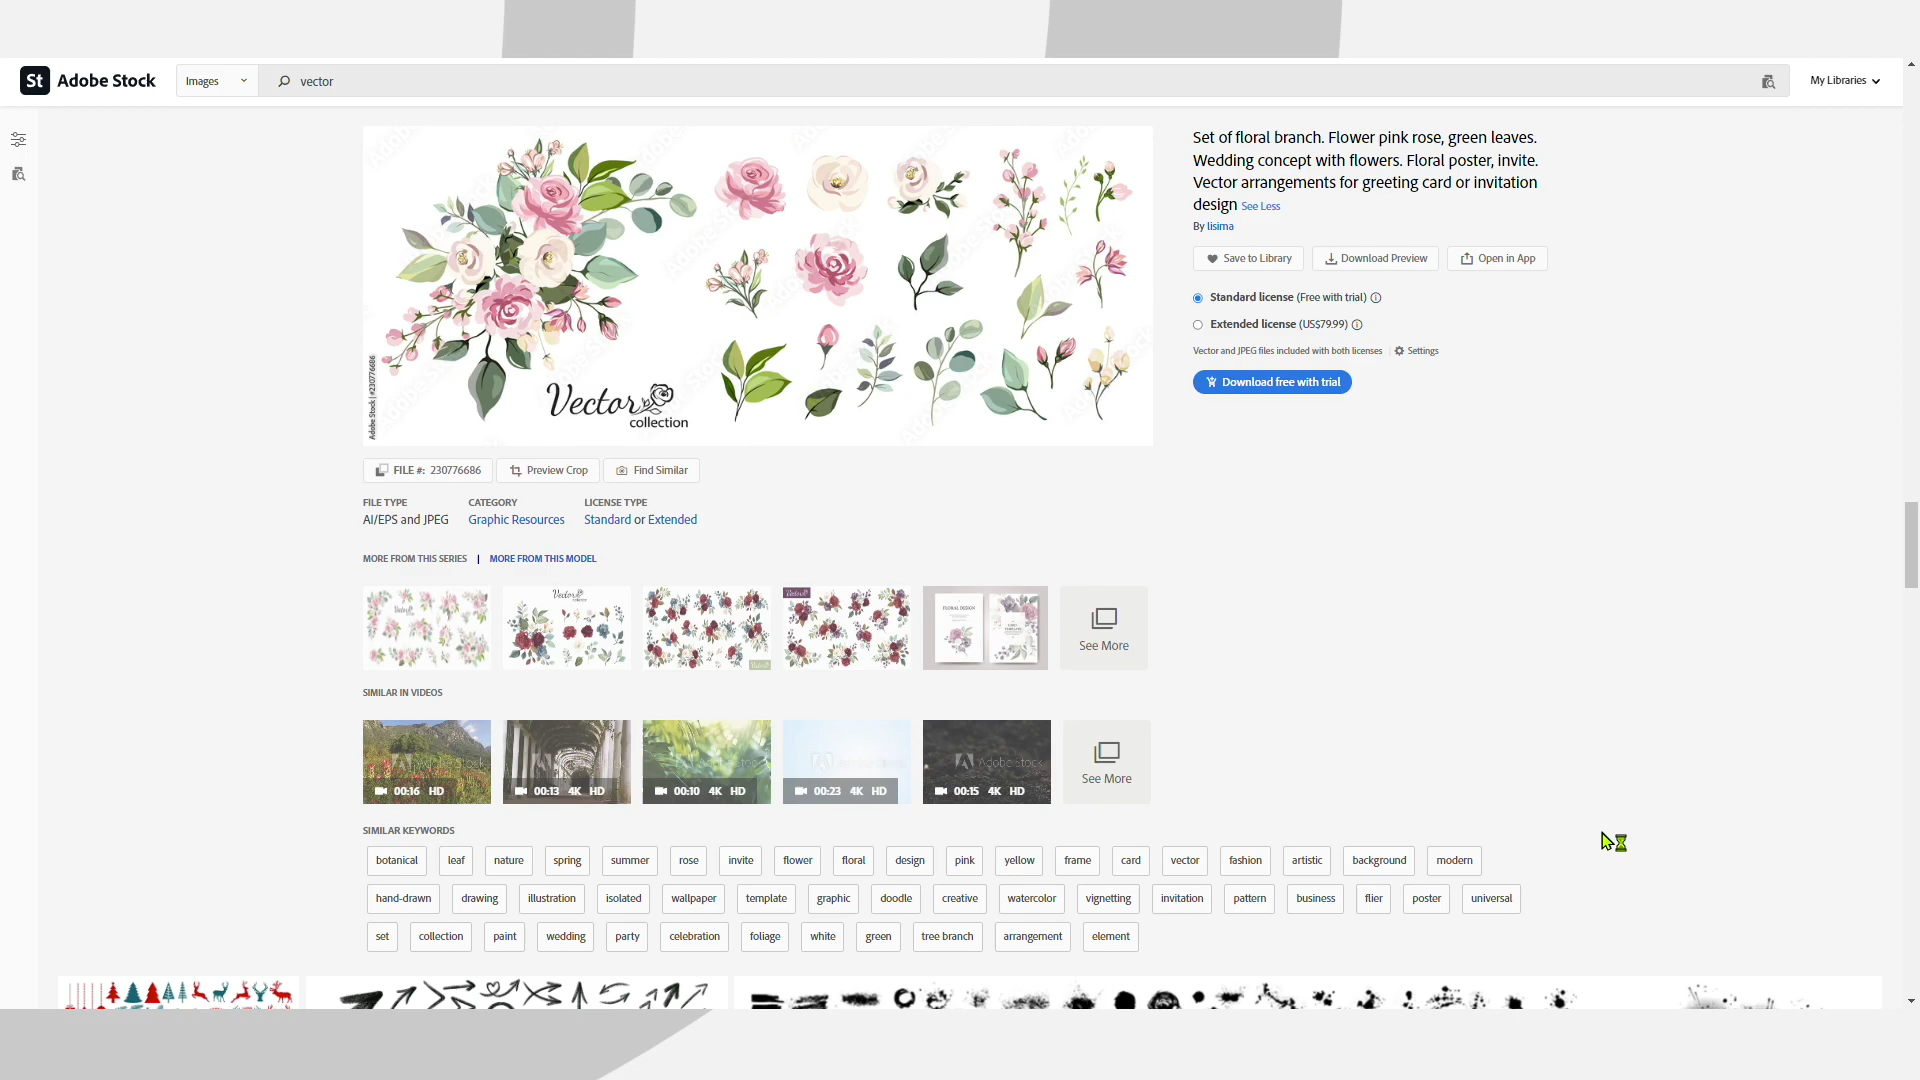 St Adobe Stock
Images
vector
My Libraries
Set of floral branch. Flower pink rose, green leaves.
Wedding concept with flowers. Floral poster, invite.
Vector arrangements for greeting card or invitation
design See Less
By lisima
Save to Library
Download Preview
Open in App
Standard license (Free with trial)
Extended license (US$79.99)
Vector and JPEG files included with both licenses
Settings
Download free with trial
Vector
collection
Adobe Stock | #230776686
FILE #: 230776686
Preview Crop
Find Similar
FILE TYPE
CATEGORY
LICENSE TYPE
AI/EPS and JPEG
Graphic Resources
Standard or Extended
MORE FROM THIS SERIES | MORE FROM THIS MODEL
Vector
FLORAL DESIGN
See More
SIMILAR IN VIDEOS
Adobe Stock
00:16 HD
00:13 4K HD
00:10 4K HD
00:23 4K HD
00:15 4K HD
See More
SIMILAR KEYWORDS
botanical leaf nature spring summer rose invite flower floral design pink yellow frame card vector fashion artistic background modern
hand-drawn drawing illustration isolated wallpaper template graphic doodle creative watercolor vignetting invitation pattern business flier poster universal
set collection paint wedding party celebration foliage white green tree branch arrangement element